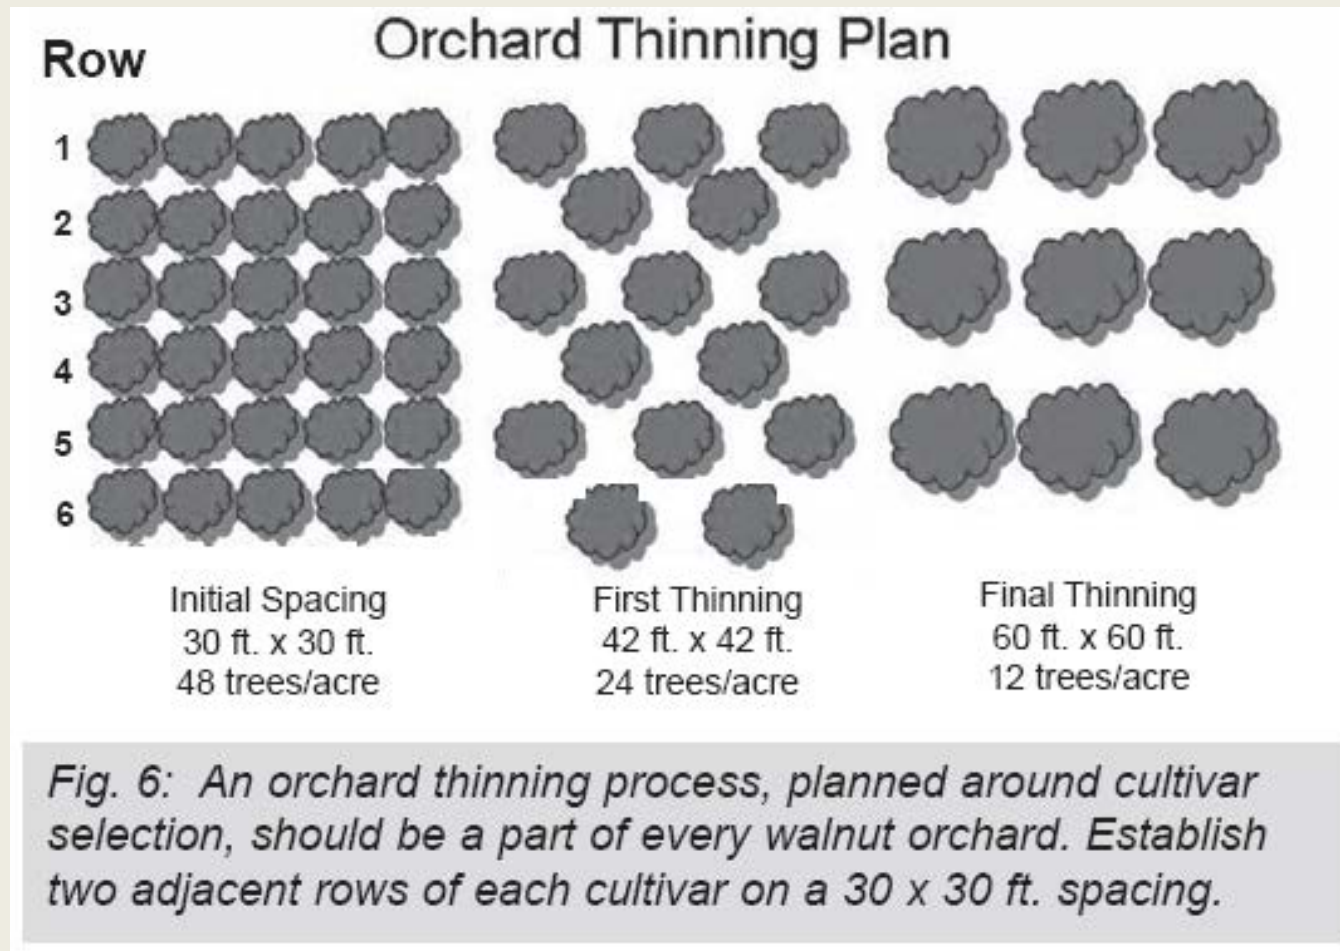 Orchard Thinning Plan
Row
1
2
3
4
5
6
Initial Spacing
30 ft. x 30 ft.
48 trees/acre
First Thinning
42 ft. x 42 ft.
24 trees/acre
Final Thinning
60 ft. x 60 ft.
12 trees/acre
Fig. 6: An orchard thinning process, planned around cultivar
selection, should be a part of every walnut orchard. Establish
two adjacent rows of each cultivar on a 30 x 30 ft. spacing.